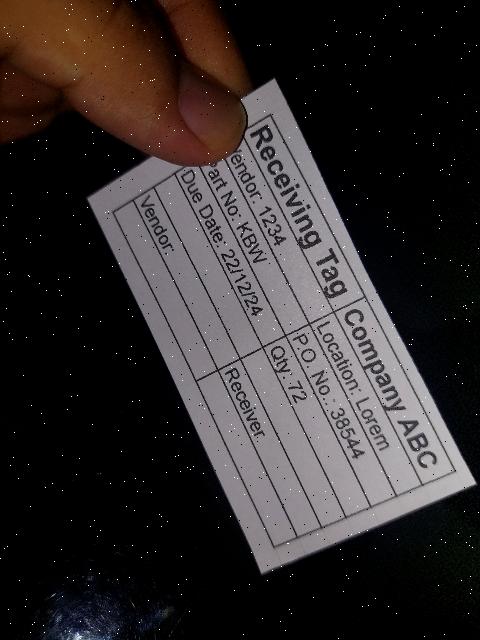 Receiving Tag Company ABC
Vendor: 1234 Location: Lorem
Part No: KBW P.O. No.: 38544
Due Date: 22/12/24 Qty: 72
Vendor: Receiver: